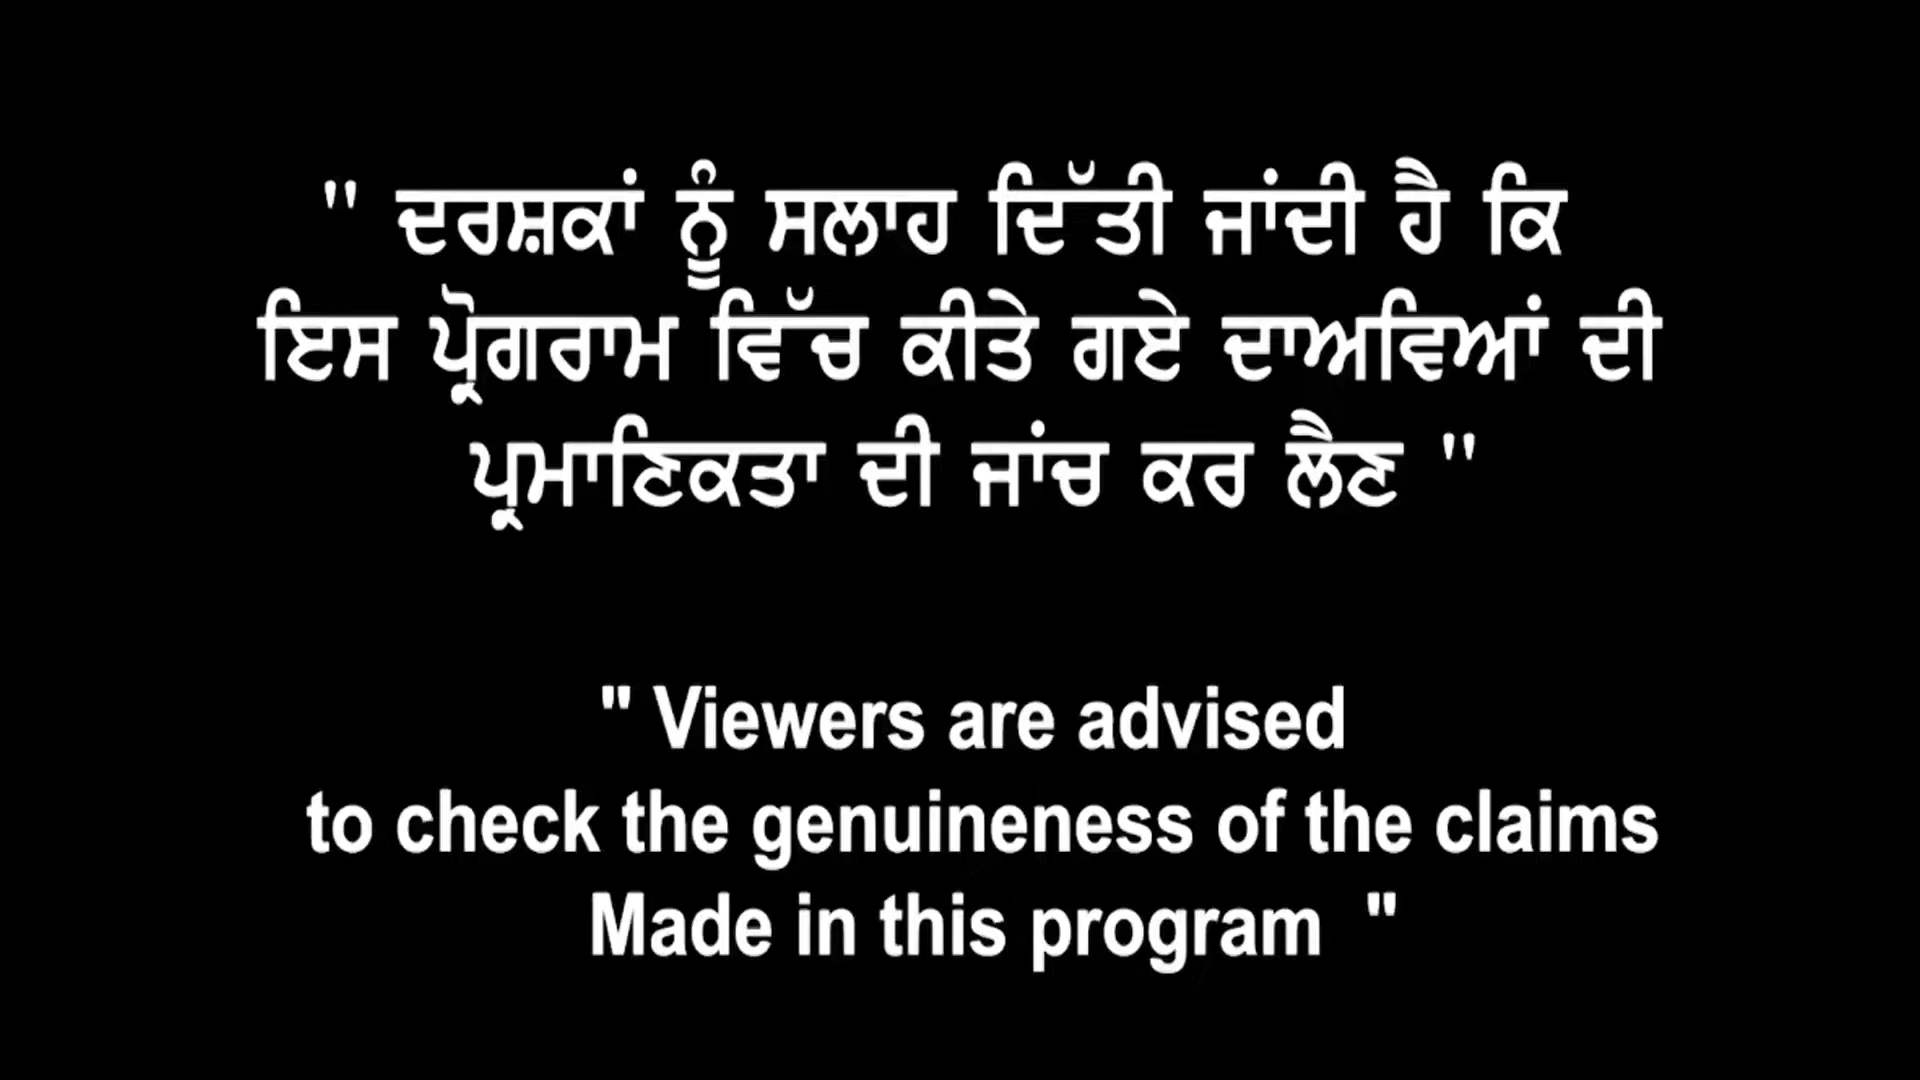 " ਦਰਸ਼ਕਾਂ ਨੂੰ ਸਲਾਹ ਦਿੱਤੀ ਜਾਂਦੀ ਹੈ ਕਿ
ਇਸ ਪ੍ਰੋਗਰਾਮ ਵਿੱਚ ਕੀਤੇ ਗਏ ਦਾਅਵਿਆਂ ਦੀ
ਪ੍ਰਮਾਣਿਕਤਾ ਦੀ ਜਾਂਚ ਕਰ ਲੈਣ "
" Viewers are advised
to check the genuineness of the claims
Made in this program "